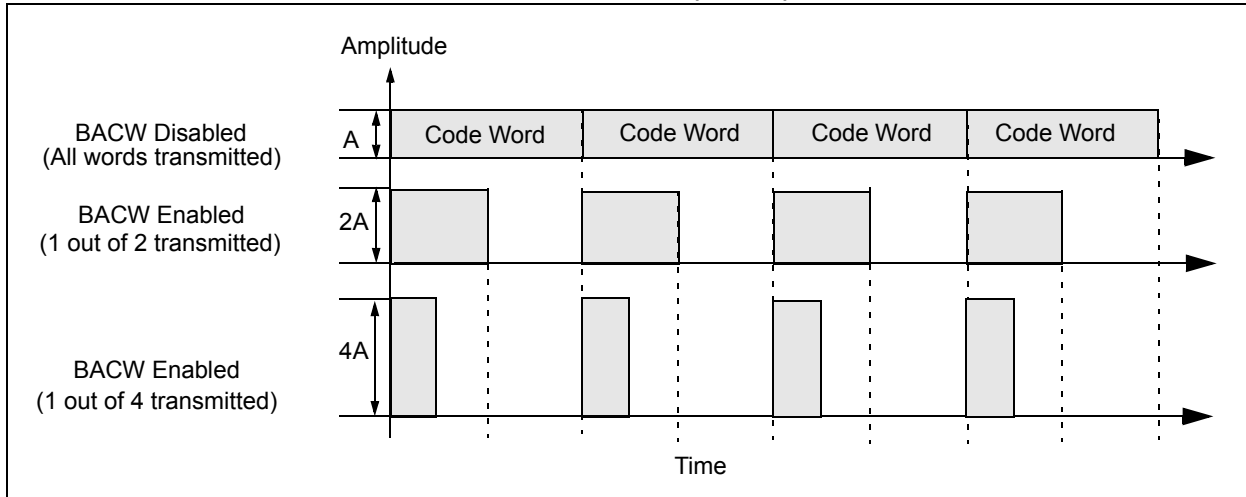 Amplitude
BACW Disabled
(All words transmitted)
A
Code Word
Code Word
Code Word
Code Word
BACW Enabled
(1 out of 2 transmitted)
2A
BACW Enabled
(1 out of 4 transmitted)
4A
Time